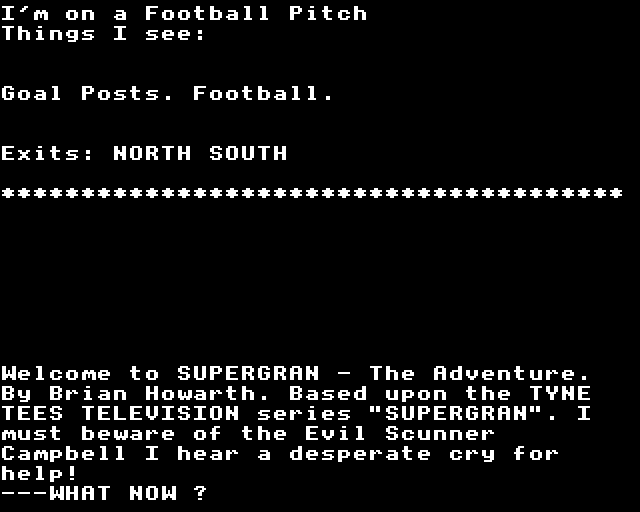 I'm on a Football Pitch
Things I see:
Goal Posts. Football.
Exits: NORTH SOUTH
***************************************
Welcome to SUPERGRAN - The Adventure.
By Brian Howarth. Based upon the TYNE
TEES TELEVISION series "SUPERGRAN". I
must beware of the Evil Scunner
Campbell I hear a desperate cry for
help!
---WHAT NOW ?